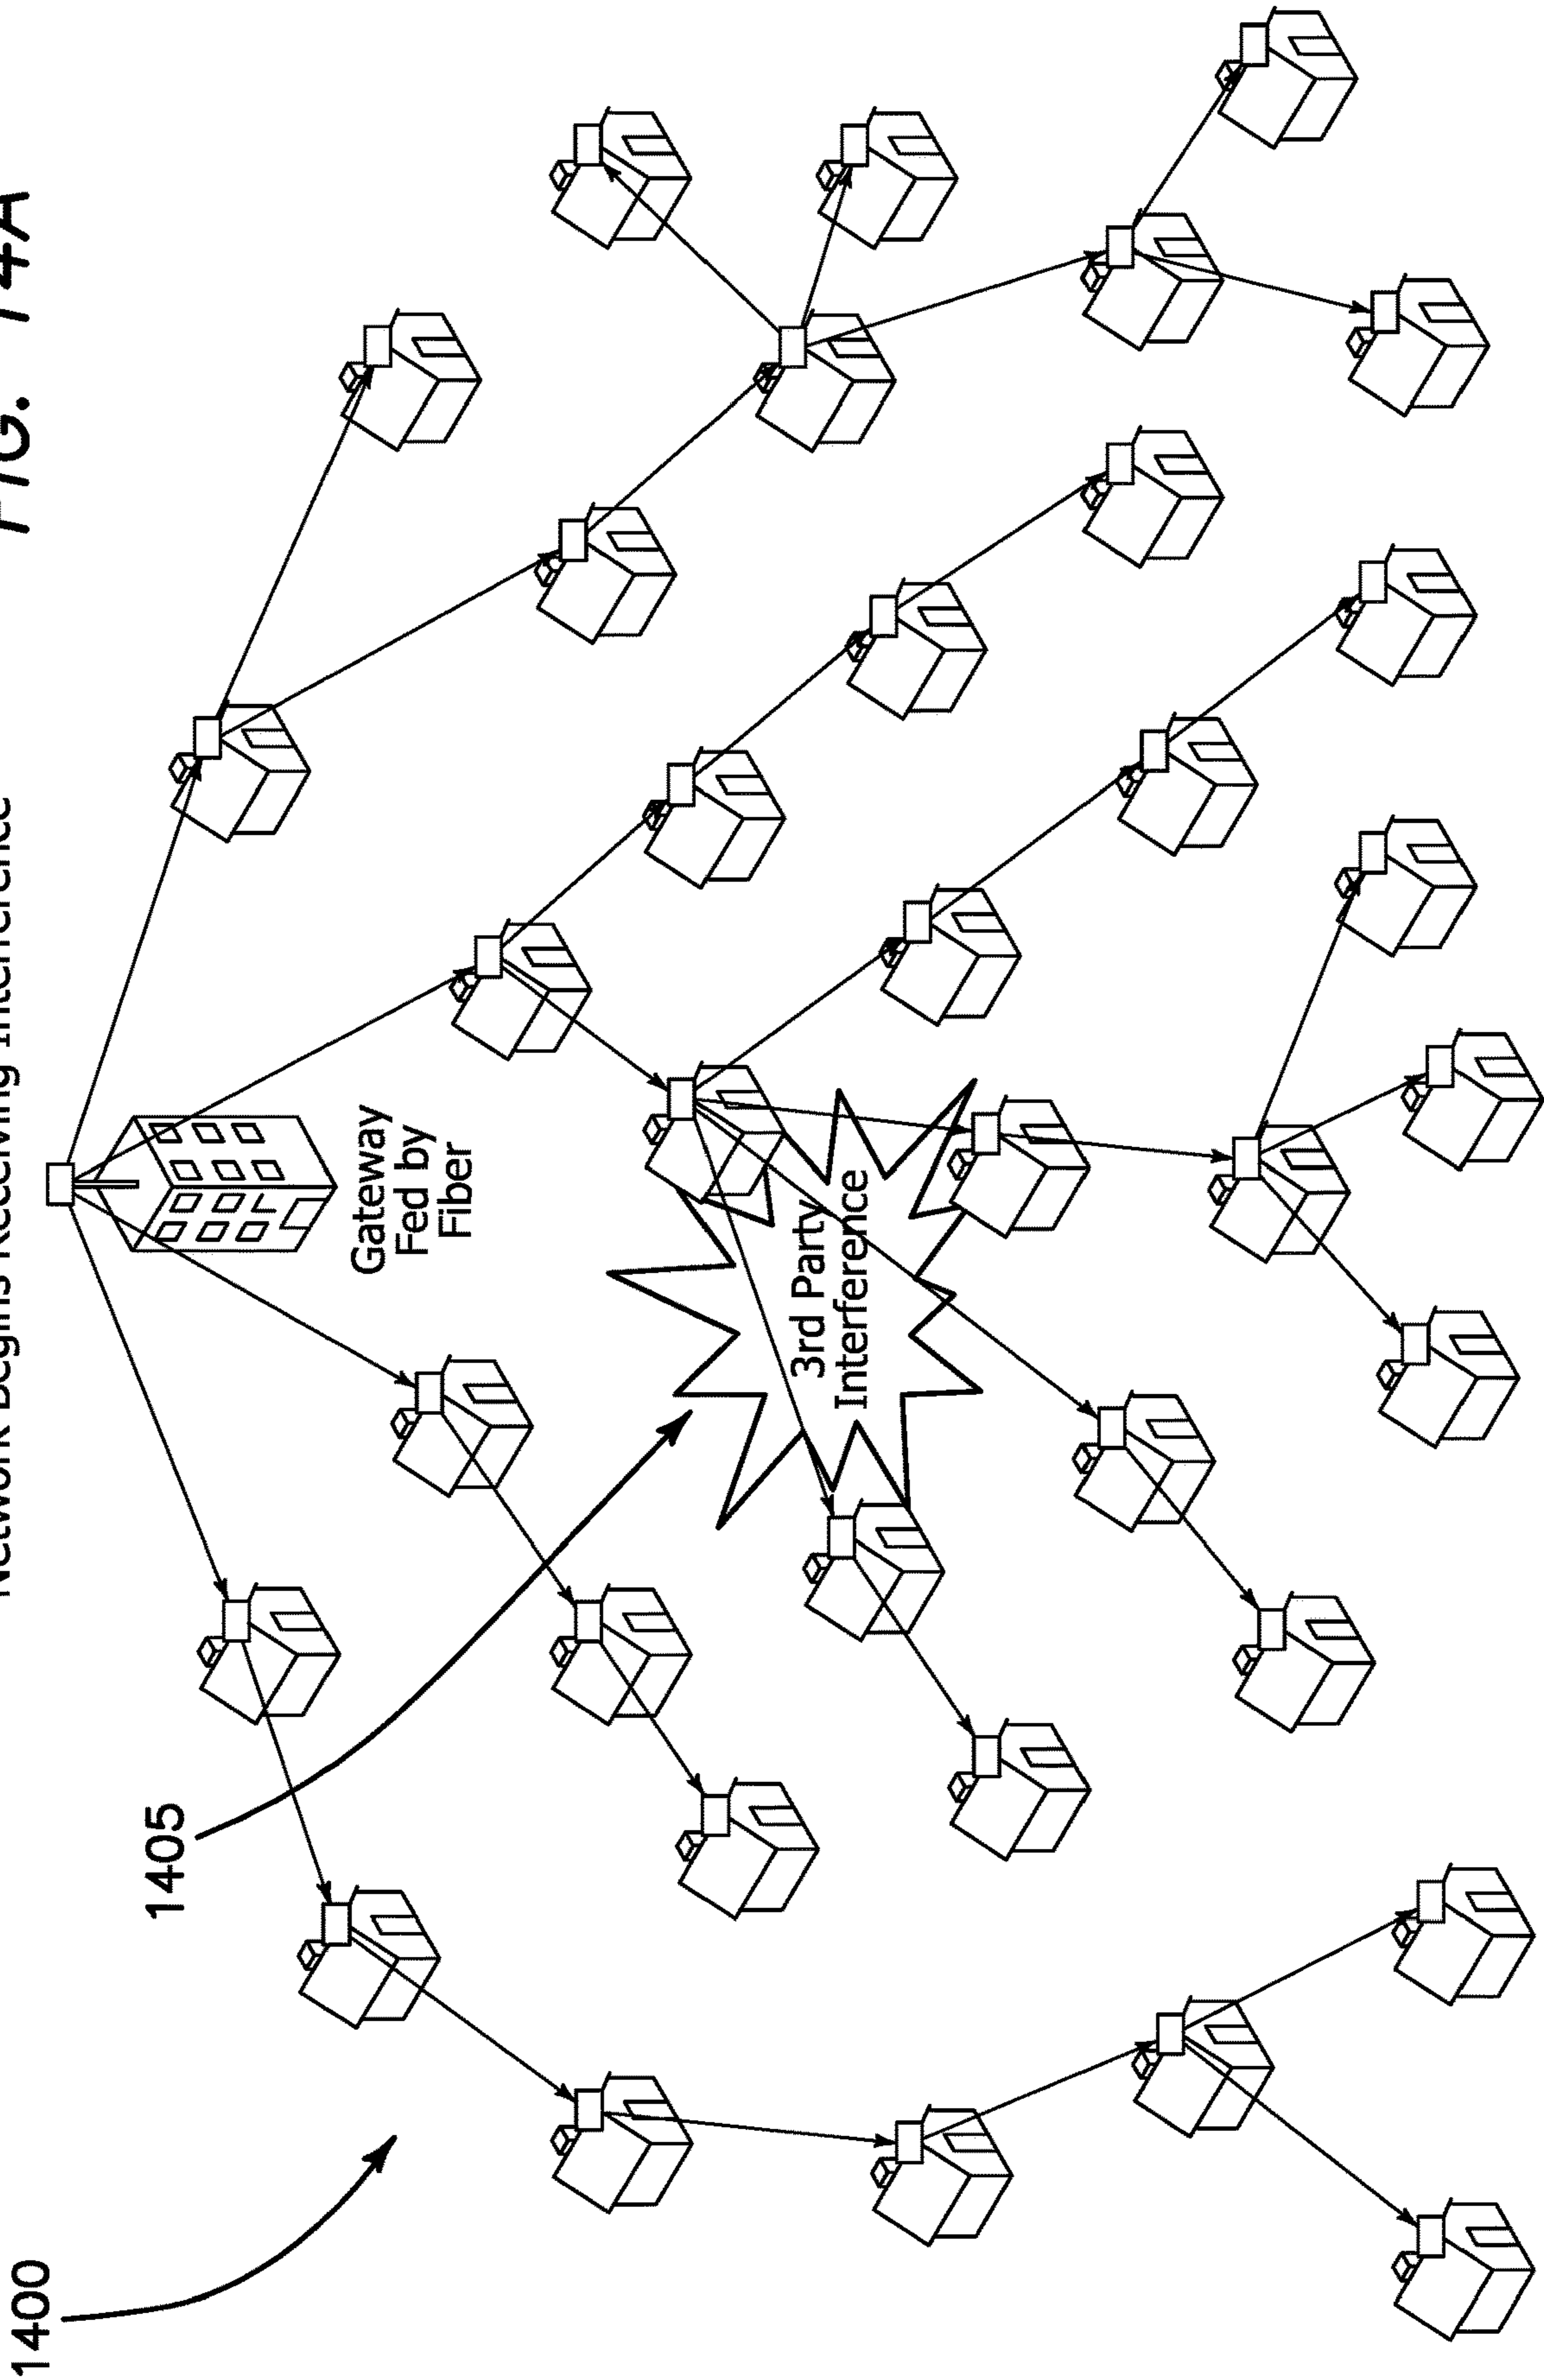 Network Begins Receiving Interference
FIG. 14A
1400
1405
Gateway
Fed by
Fiber
3rd Party
Interference